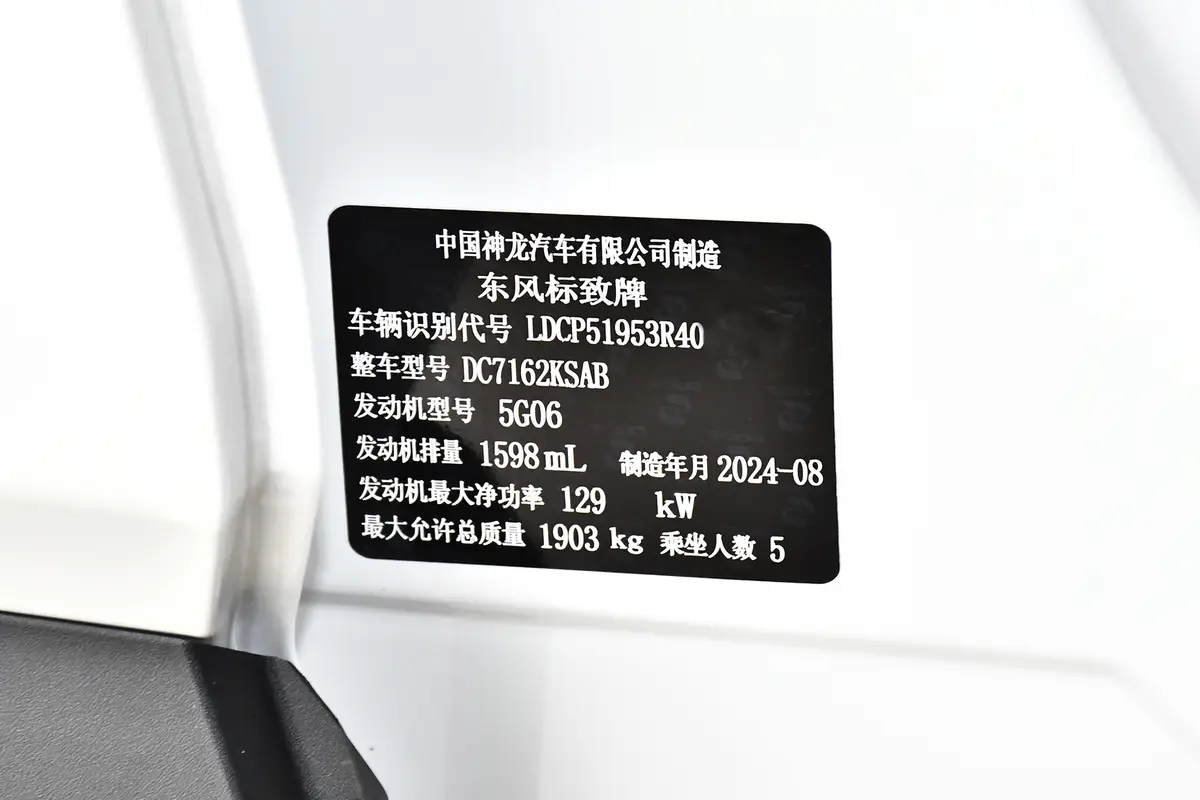 中国神龙汽车有限公司制造
东风标致牌
车辆识别代号 LDCP51953R40
整车型号 DC7162KSAB
发动机型号 5G06
发动机排量 1598mL 制造年月 2024-08
发动机最大净功率 129 kW
最大允许总质量 1903 kg 乘坐人数 5